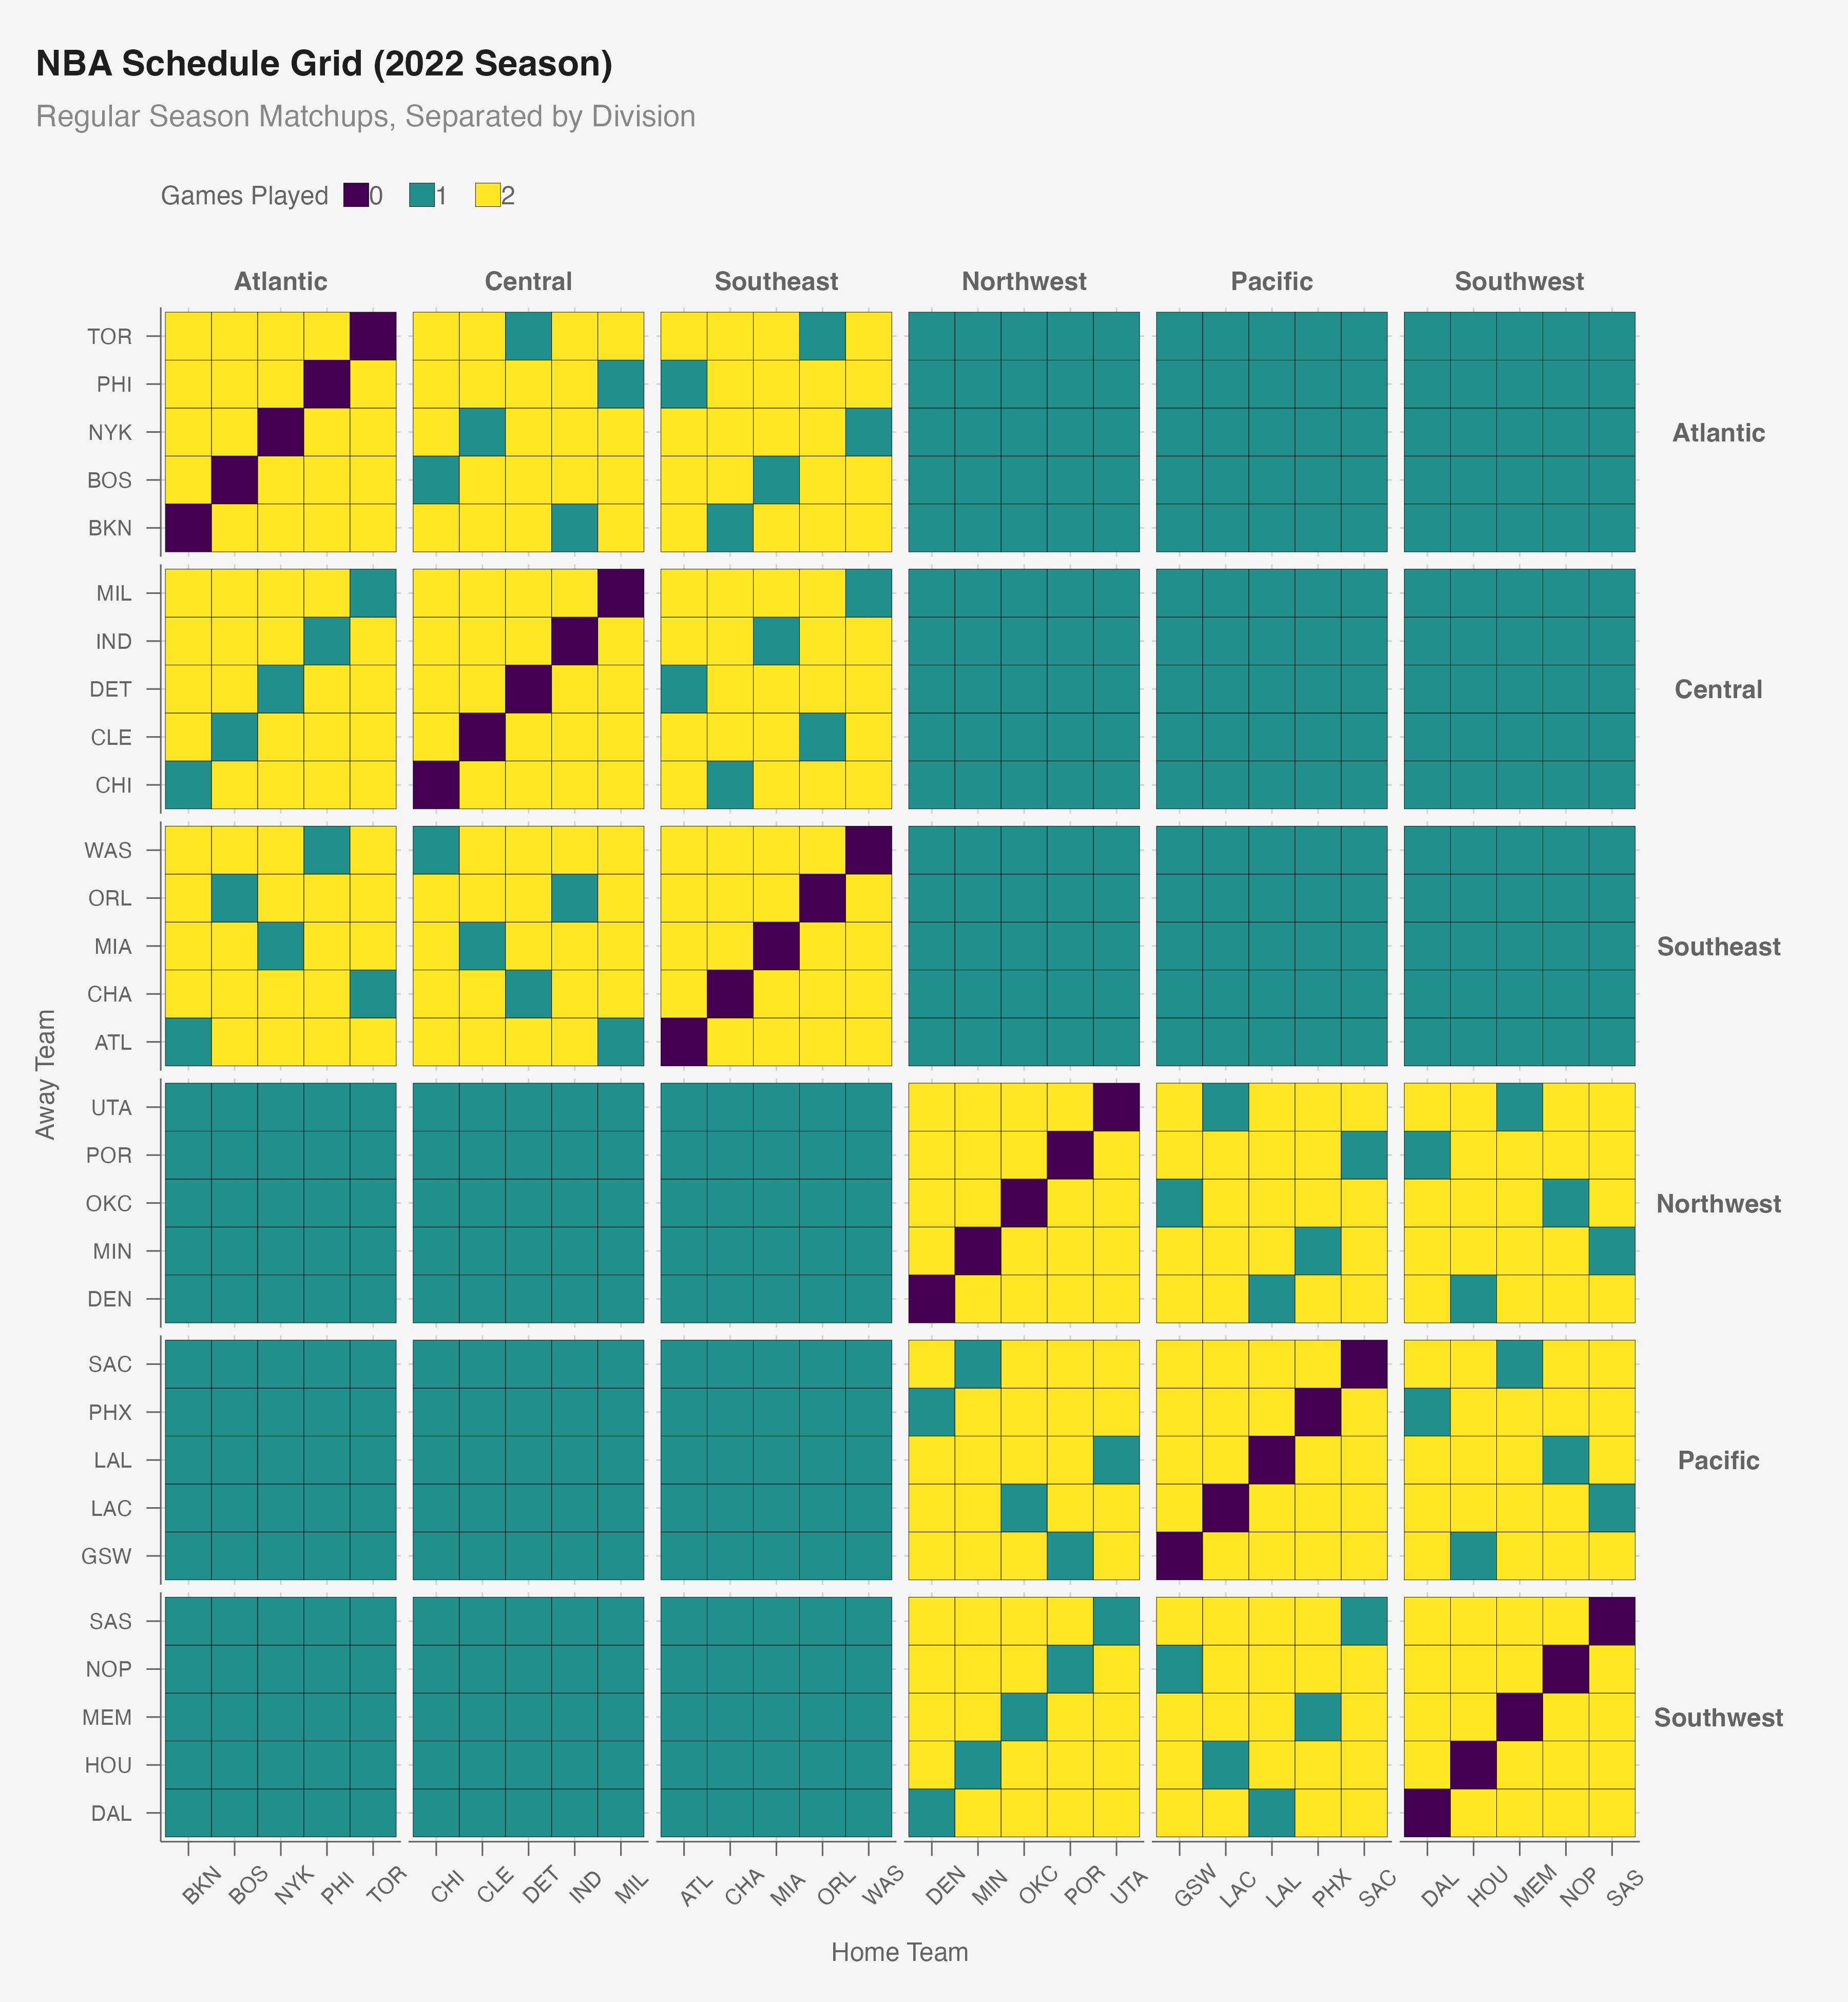 NBA Schedule Grid (2022 Season)
Regular Season Matchups, Separated by Division
Games Played 0 1 2
Atlantic Central Southeast Northwest Pacific Southwest
TOR
PHI
NYK
BOS
BKN
Atlantic
MIL
IND
DET
CLE
CHI
Central
WAS
ORL
MIA
CHA
ATL
Southeast
UTA
POR
OKC
MIN
DEN
Northwest
SAC
PHX
LAL
LAC
GSW
Pacific
SAS
NOP
MEM
HOU
DAL
Southwest
Away Team
BKN BOS NYK PHI TOR CHI CLE DET IND MIL ATL CHA MIA ORL WAS DEN MIN OKC POR UTA GSW LAC LAL PHX SAC DAL HOU MEM NOP SAS
Home Team